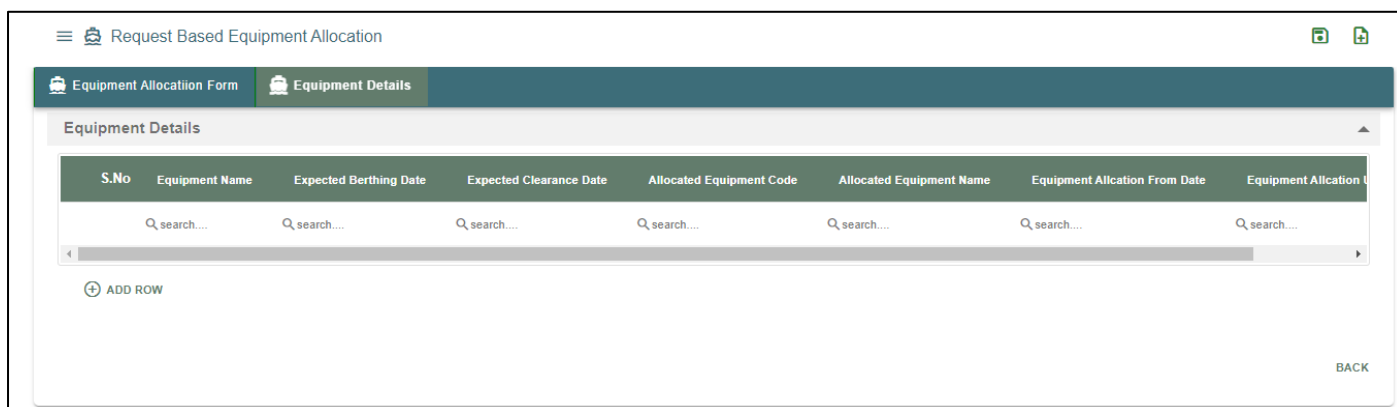 Request Based Equipment Allocation
Equipment Allocatiion Form Equipment Details
Equipment Details
S.No Equipment Name Expected Berthing Date Expected Clearance Date Allocated Equipment Code Allocated Equipment Name Equipment Allcation From Date Equipment Allcation
search.... search.... search.... search.... search.... search.... search....
ADD ROW
BACK